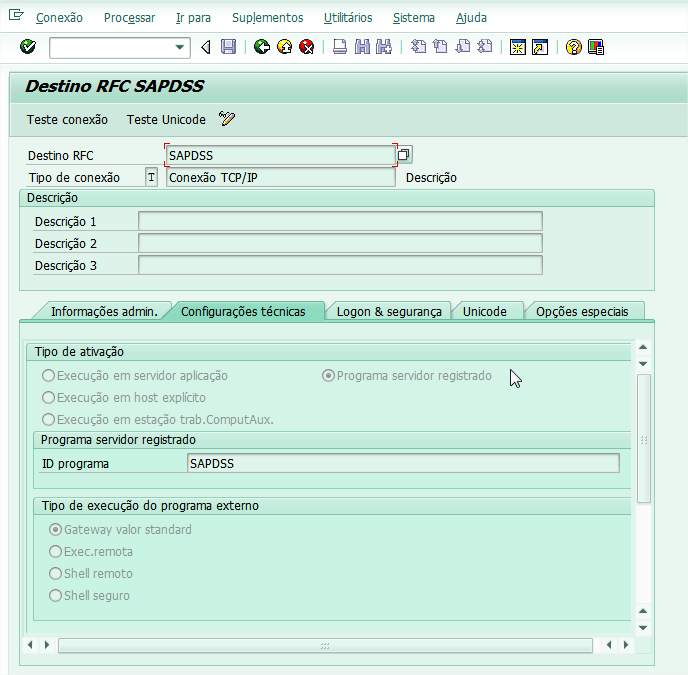 Conexão Processar Ir para Suplementos Utilitários Sistema Ajuda
Destino RFC SAPDSS
Teste conexão Teste Unicode
Destino RFC SAPDSS
Tipo de conexão T Conexão TCP/IP Descrição
Descrição
Descrição 1
Descrição 2
Descrição 3
Informações admin. Configurações técnicas Logon & segurança Unicode Opções especiais
Tipo de ativação
Execução em servidor aplicação Programa servidor registrado
Execução em host explícito
Execução em estação trab.ComputAux.
Programa servidor registrado
ID programa SAPDSS
Tipo de execução do programa externo
Gateway valor standard
Exec.remota
Shell remoto
Shell seguro